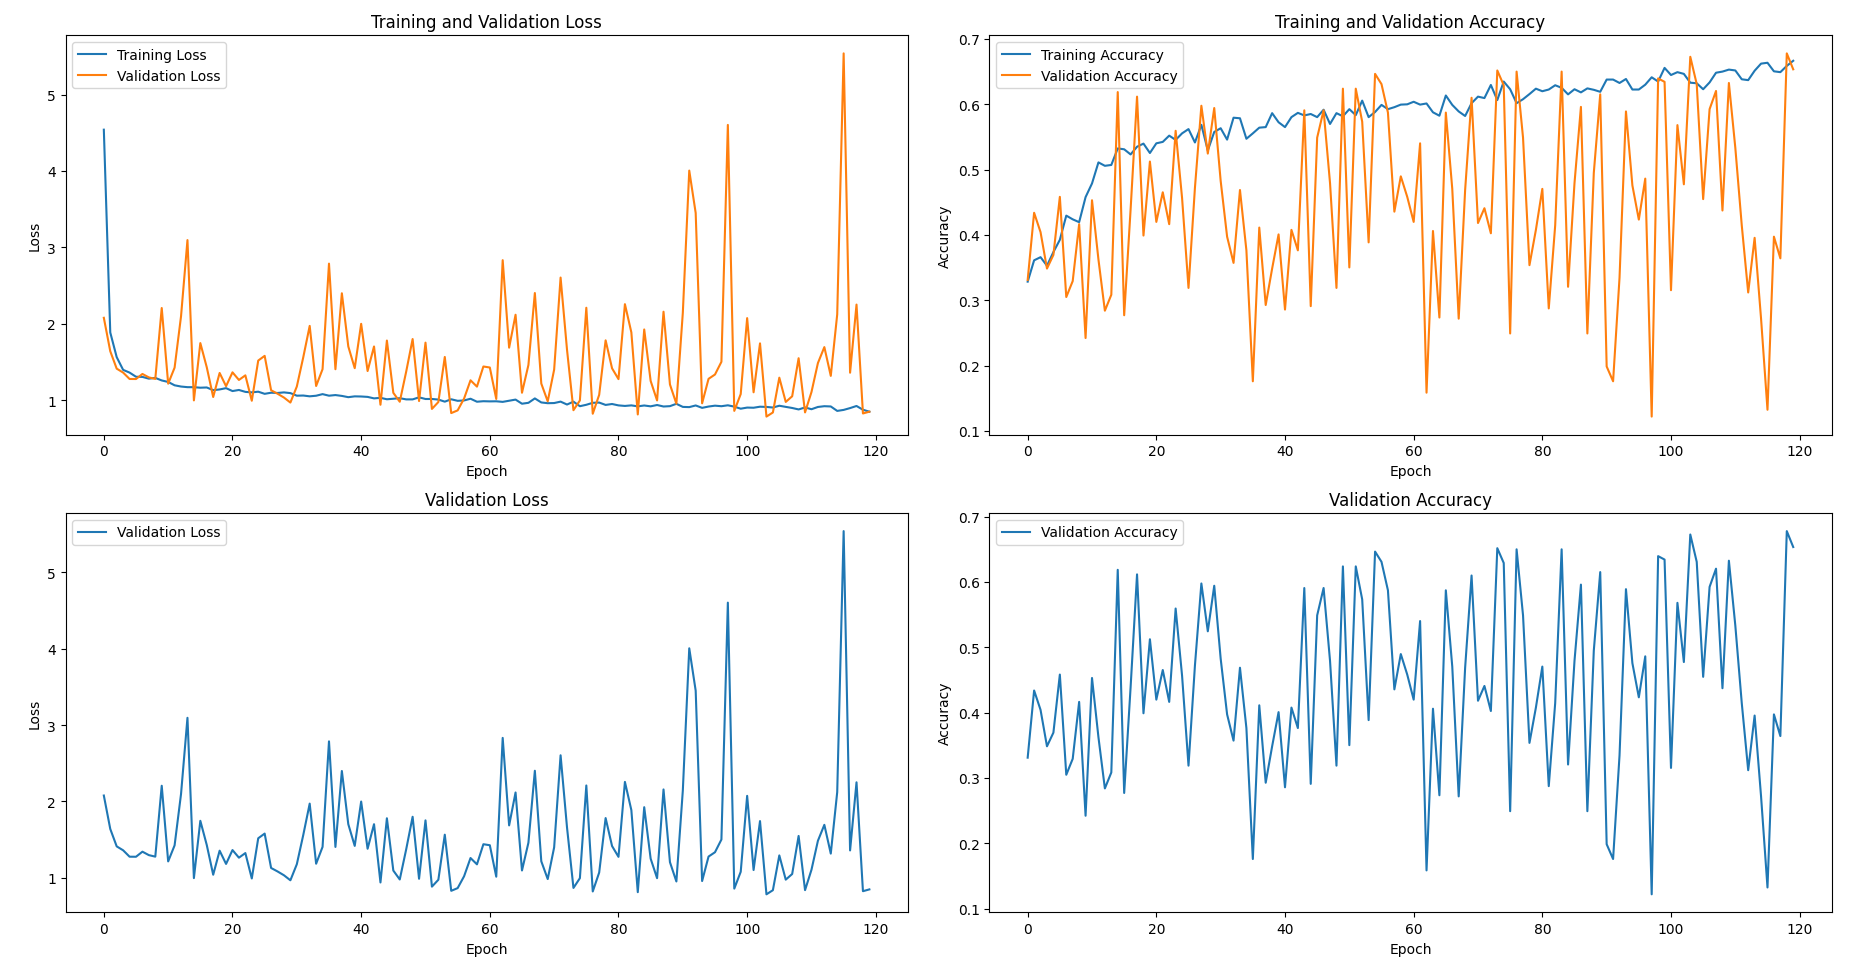 Training and Validation Loss
Training Loss
Validation Loss
5
4
3
2
1
Loss
0 20 40 60 80 100 120
Epoch
Training and Validation Accuracy
Training Accuracy
Validation Accuracy
0.7
0.6
0.5
0.4
0.3
0.2
0.1
Accuracy
0 20 40 60 80 100 120
Epoch
Validation Loss
Validation Loss
5
4
3
2
1
Loss
0 20 40 60 80 100 120
Epoch
Validation Accuracy
Validation Accuracy
0.7
0.6
0.5
0.4
0.3
0.2
0.1
Accuracy
0 20 40 60 80 100 120
Epoch